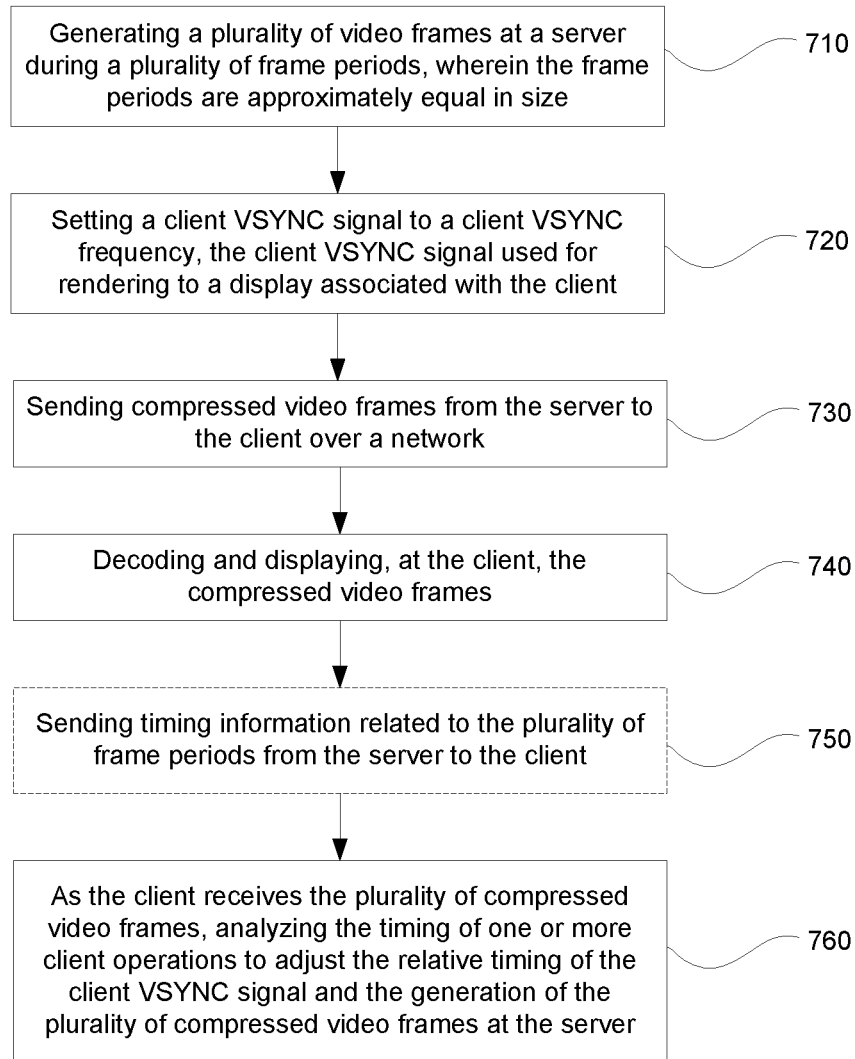 Generating a plurality of video frames at a server
during a plurality of frame periods, wherein the frame
periods are approximately equal in size
710
Setting a client VSYNC signal to a client VSYNC
frequency, the client VSYNC signal used for
rendering to a display associated with the client
720
Sending compressed video frames from the server to
the client over a network
730
Decoding and displaying, at the client, the
compressed video frames
740
Sending timing information related to the plurality of
frame periods from the server to the client
750
As the client receives the plurality of compressed
video frames, analyzing the timing of one or more
client operations to adjust the relative timing of the
client VSYNC signal and the generation of the
plurality of compressed video frames at the server
760